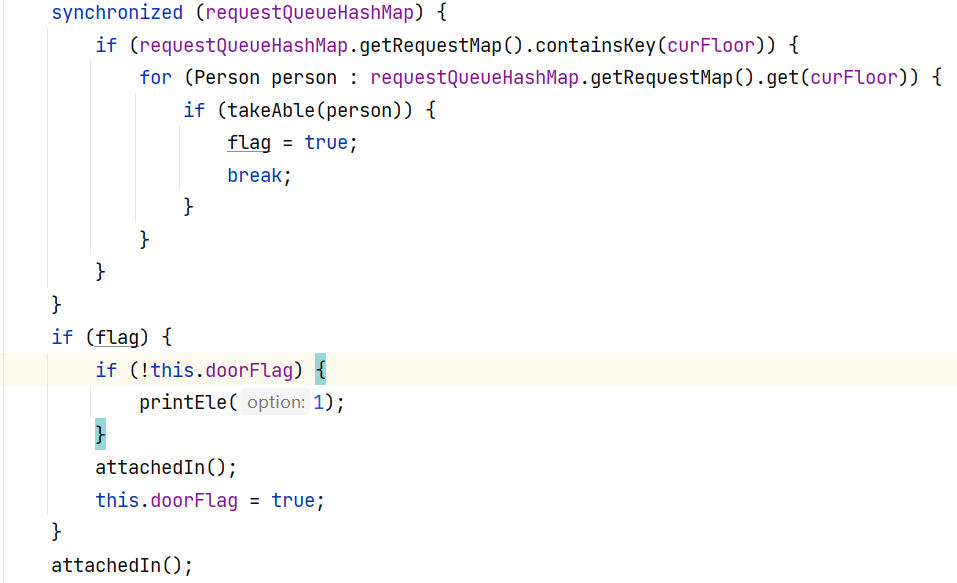 synchronized (requestQueueHashMap) {
if (requestQueueHashMap.getRequestMap().containsKey(curFloor)) {
for (Person person : requestQueueHashMap.getRequestMap().get(curFloor)) {
if (takeAble(person)) {
flag = true;
break;
}
}
}
}
if (flag) {
if (!this.doorFlag) {
printEle( option: 1);
}
attachedIn();
this.doorFlag = true;
}
attachedIn();